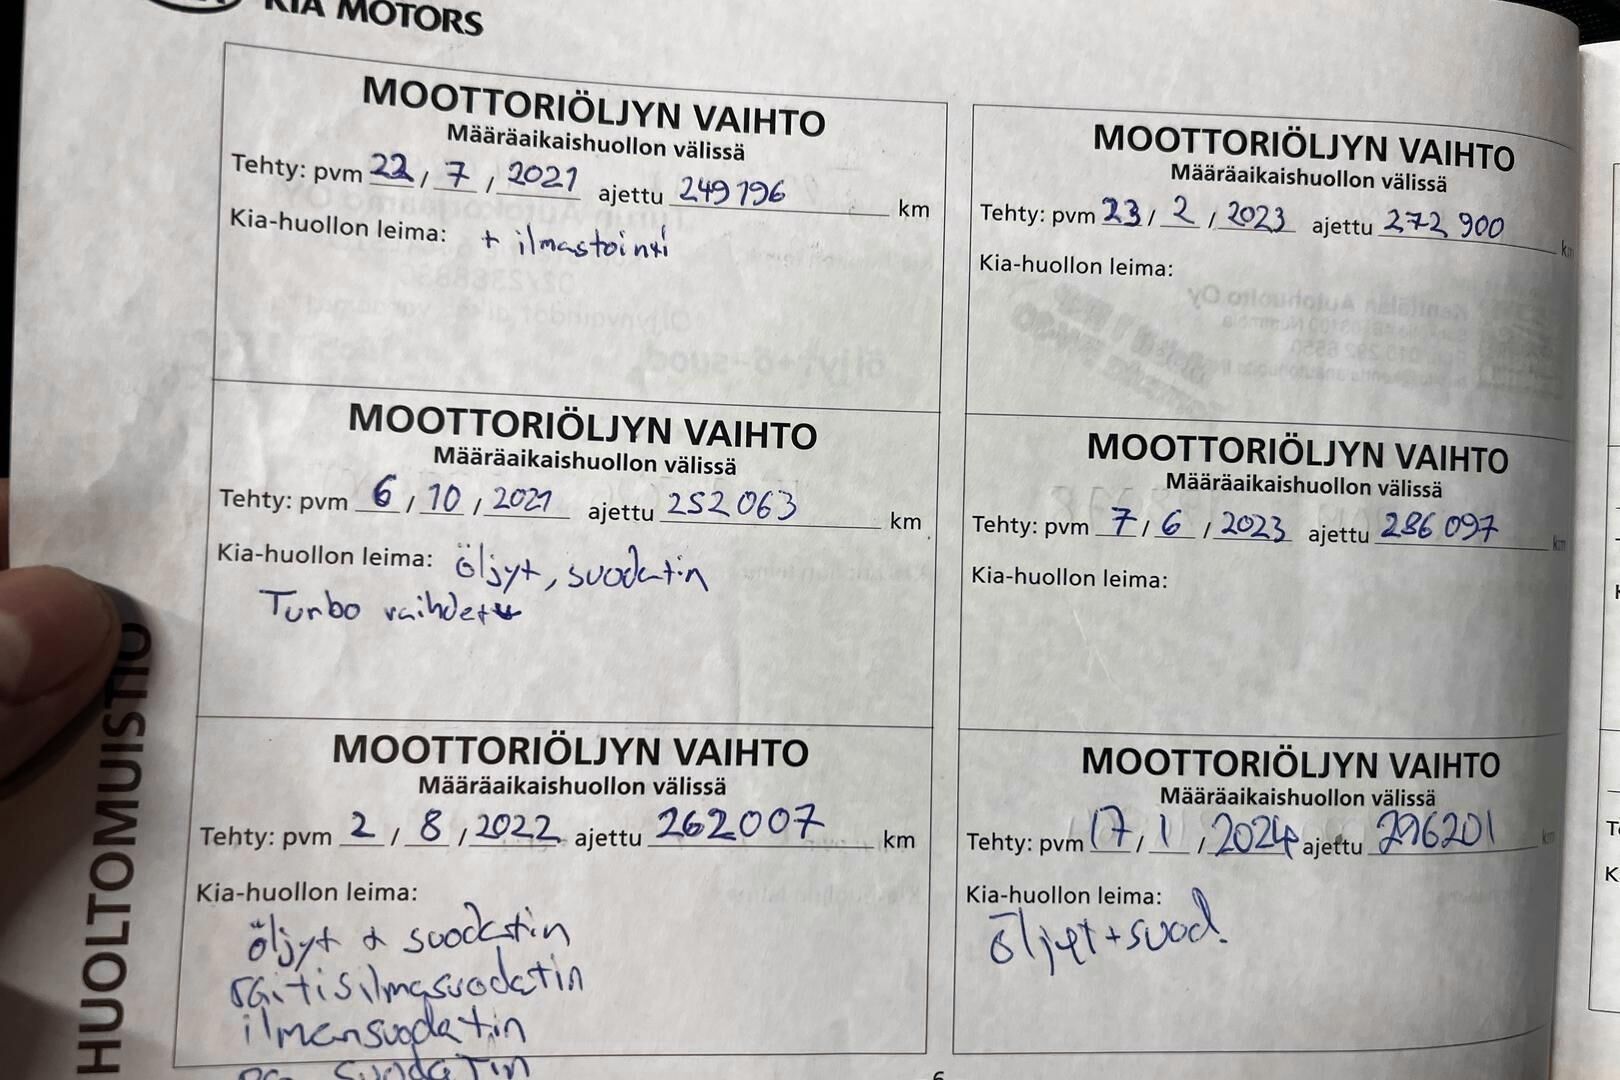 KIA MOTORS
MOOTTORIÖLJYN VAIHTO
Määräaikaishuollon välissä
Tehty: pvm 22 / 7 / 2021 ajettu 249196 km
Kia-huollon leima: + ilmastointi
MOOTTORIÖLJYN VAIHTO
Määräaikaishuollon välissä
Tehty: pvm 6 / 10 / 2021 ajettu 252063 km
Kia-huollon leima: öljyt, suodatin
Turbo vaihdettu
MOOTTORIÖLJYN VAIHTO
Määräaikaishuollon välissä
Tehty: pvm 2 / 8 / 2022 ajettu 262007 km
Kia-huollon leima:
öljyt + suodatin
raitisilmasuodatin
ilmansuodatin
suodatin
MOOTTORIÖLJYN VAIHTO
Määräaikaishuollon välissä
Tehty: pvm 23 / 2 / 2023 ajettu 272 900 km
Kia-huollon leima:
MOOTTORIÖLJYN VAIHTO
Määräaikaishuollon välissä
Tehty: pvm 7 / 6 / 2023 ajettu 286 097 km
Kia-huollon leima:
MOOTTORIÖLJYN VAIHTO
Määräaikaishuollon välissä
Tehty: pvm 17 / 1 / 2024 ajettu 296201 km
Kia-huollon leima:
öljyt + suod.
HUOLTOMUISTIO
6